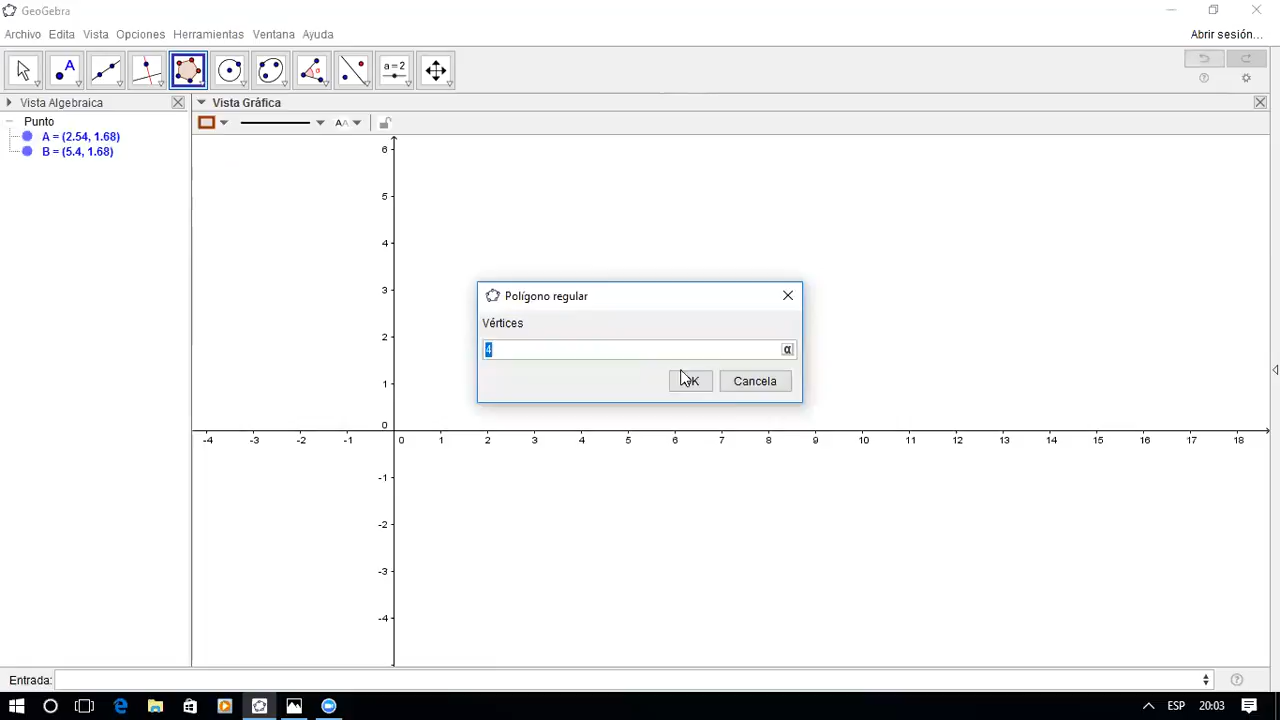 GeoGebra
Archivo Edita Vista Opciones Herramientas Ventana Ayuda
Abrir sesión...
A
a = 2
Vista Algebraica
Vista Gráfica
Punto
A = (2.54, 1.68)
B = (5.4, 1.68)
AA
6
5
4
3
2
1
0
-4 -3 -2 -1 0 1 2 3 4 5 6 7 8 9 10 11 12 13 14 15 16 17 18
-1
-2
-3
-4
Polígono regular
Vértices
4
α
OK
Cancela
Entrada:
ESP 20:03